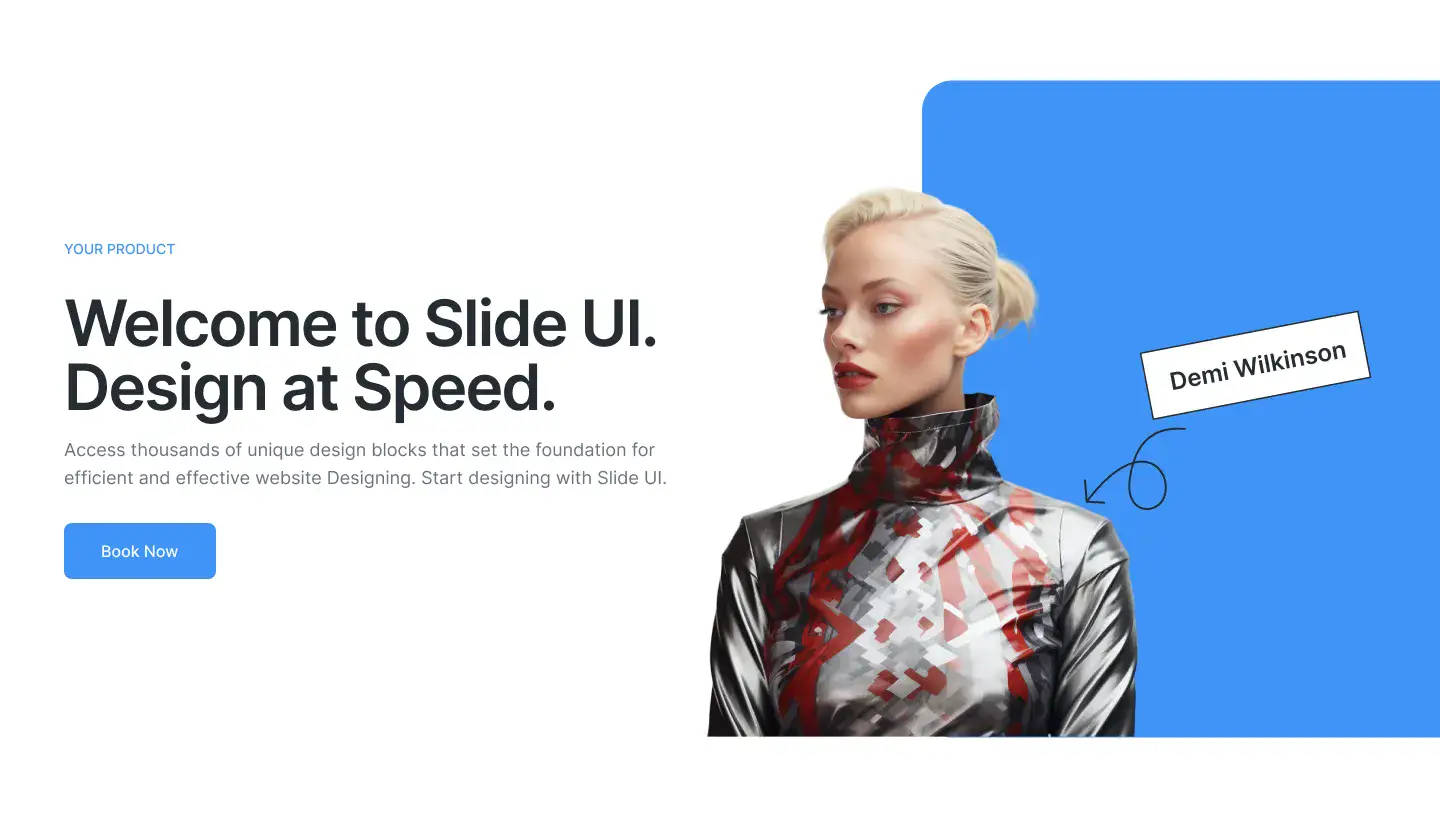 YOUR PRODUCT
Welcome to Slide UI.
Design at Speed.
Access thousands of unique design blocks that set the foundation for
efficient and effective website Designing. Start designing with Slide UI.
Book Now
Demi Wilkinson